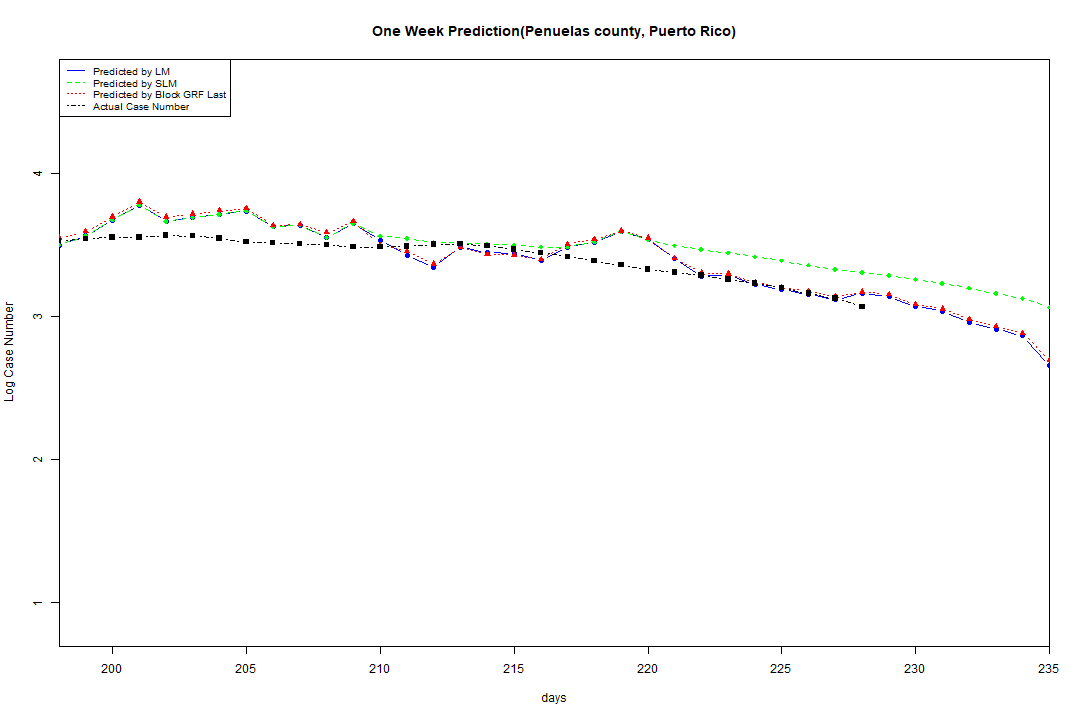 One Week Prediction(Penuelas county, Puerto Rico)
Predicted by LM
Predicted by SLM
Predicted by Block GRF Last
Actual Case Number
4
3
2
1
Log Case Number
200 205 210 215 220 225 230 235
days